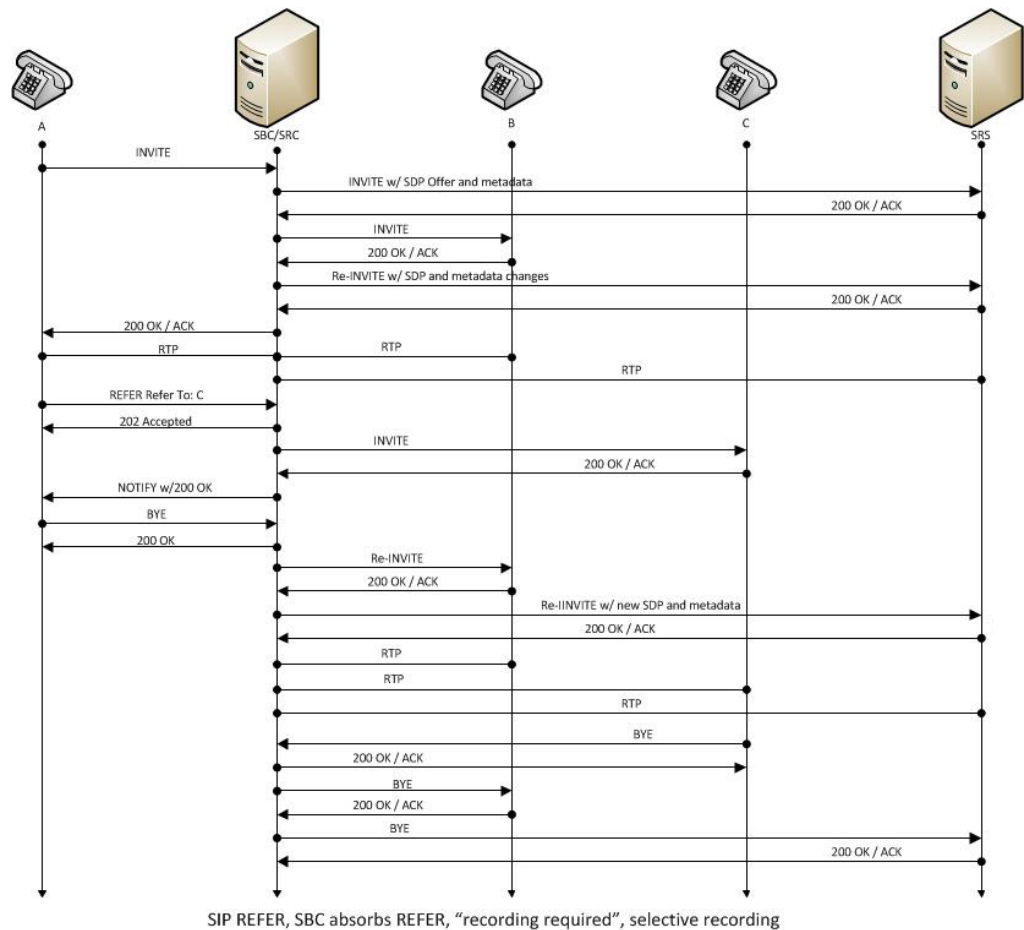 A
SBC/SRC
B
C
SRS
INVITE
INVITE w/ SDP Offer and metadata
200 OK / ACK
INVITE
200 OK / ACK
Re-INVITE w/ SDP and metadata changes
200 OK / ACK
200 OK / ACK
RTP
RTP
RTP
REFER Refer To: C
202 Accepted
INVITE
200 OK / ACK
NOTIFY w/200 OK
BYE
200 OK
Re-INVITE
200 OK / ACK
Re-IINVITE w/ new SDP and metadata
200 OK / ACK
RTP
RTP
RTP
BYE
200 OK / ACK
BYE
200 OK / ACK
BYE
200 OK / ACK
SIP REFER, SBC absorbs REFER, “recording required”, selective recording